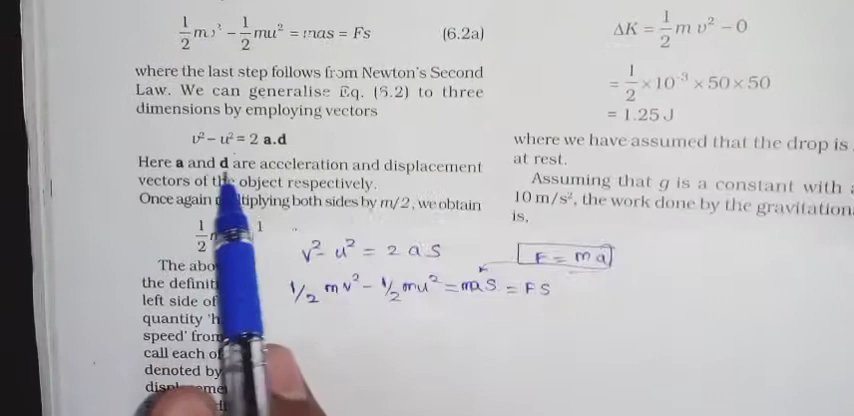 ½ mv² – ½ mu² = mas = Fs (6.2a)
where the last step follows from Newton's Second
Law. We can generalise Eq. (6.2) to three
dimensions by employing vectors
v² – u² = 2 a.d
Here a and d are acceleration and displacement
vectors of the object respectively.
Once again multiplying both sides by m/2, we obtain
½ 1
The abo
the definit
left side of
quantity 'h
speed' from
call each of
denoted by
v² - u² = 2 a s
1/2 mv² - 1/2 mu² = mas = FS
F = ma
ΔK = ½ m v² – 0
= ½ × 10⁻³ × 50 × 50
= 1.25 J
where we have assumed that the drop is
at rest.
Assuming that g is a constant with
10 m/s², the work done by the gravitation
is,